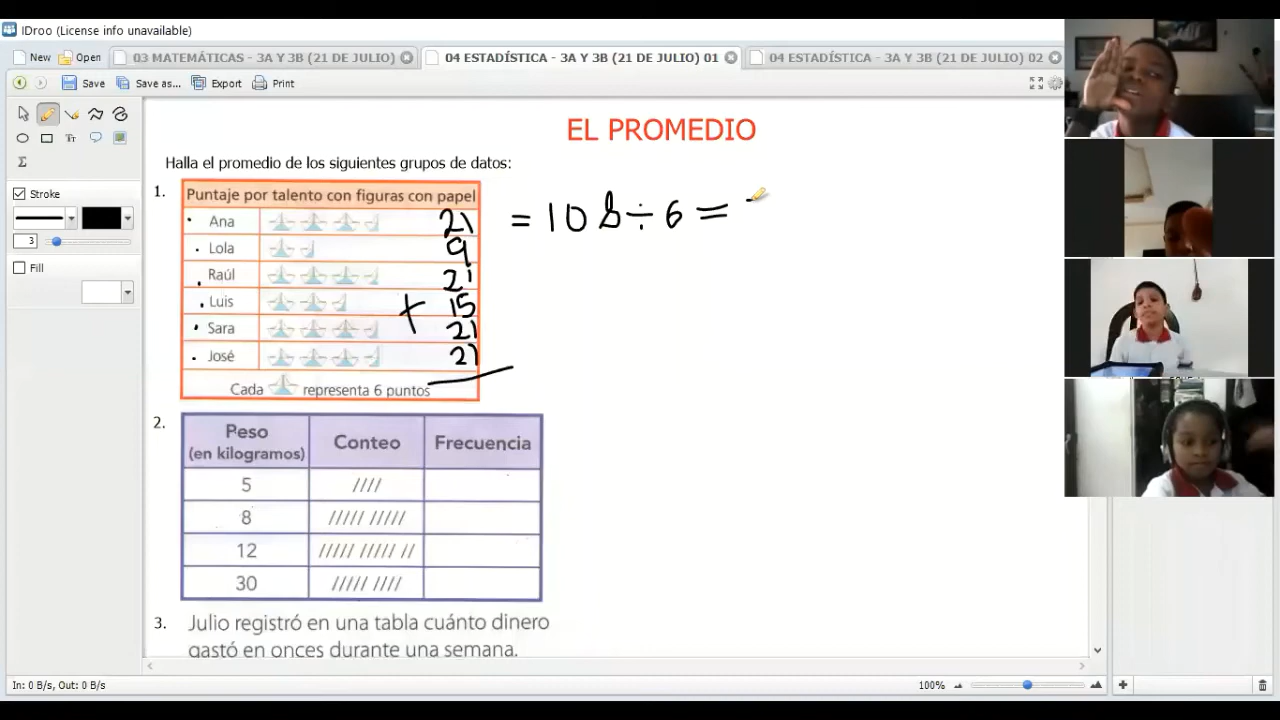 IDroo (License info unavailable)
New Open 03 MATEMÁTICAS - 3A Y 3B (21 DE JULIO) 04 ESTADÍSTICA - 3A Y 3B (21 DE JULIO) 01 04 ESTADÍSTICA - 3A Y 3B (21 DE JULIO) 02
Save Save as... Export Print
EL PROMEDIO
Halla el promedio de los siguientes grupos de datos:
1.
Puntaje por talento con figuras con papel
Ana 21 = 108 ÷ 6 =
Lola 9
Raúl 21
Luis + 15
Sara 21
José 21
Cada representa 6 puntos
2.
Peso (en kilogramos) Conteo Frecuencia
5 ////
8 ///// /////
12 ///// ///// //
30 ///// ////
3. Julio registró en una tabla cuánto dinero
gastó en onces durante una semana.
Tr
Σ
Stroke
3
Fill
In: 0 B/s, Out: 0 B/s 100%